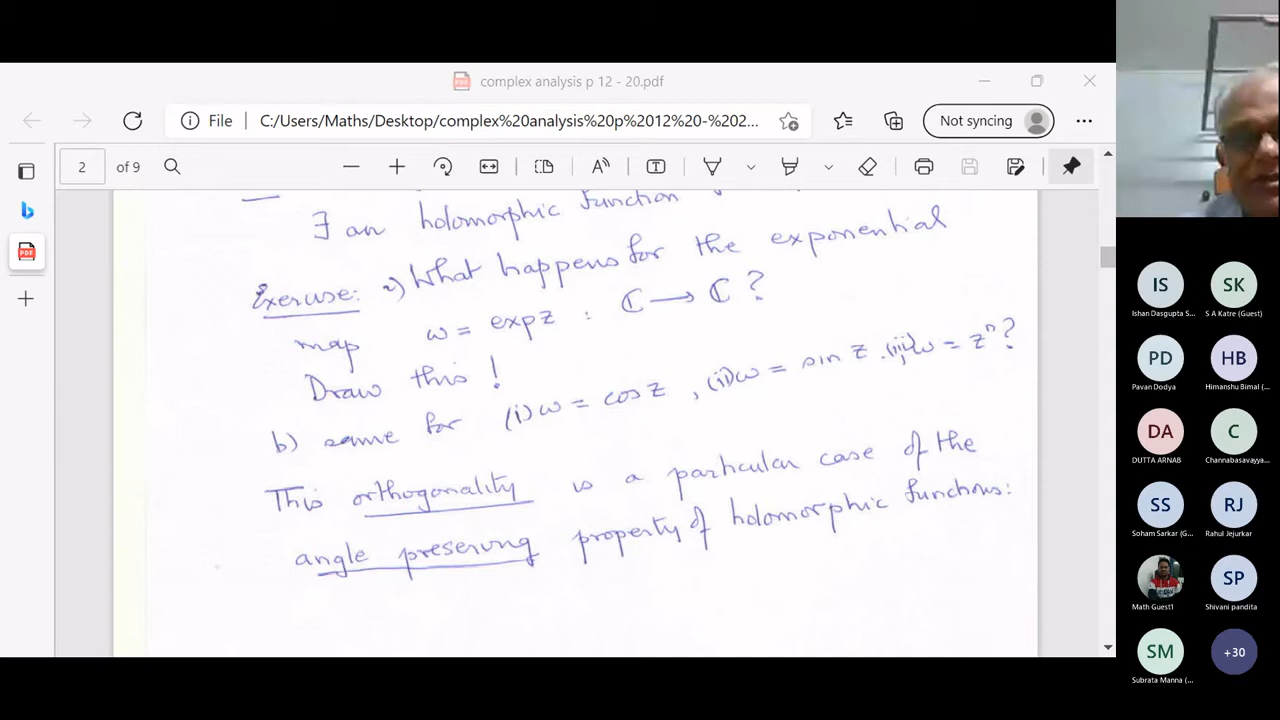 complex analysis p 12 - 20.pdf
File
C:/Users/Maths/Desktop/complex%20analysis%20p%2012%20-%202...
Not syncing
2 of 9
∃ an holomorphic function
Exercise: a) What happens for the exponential
map w = exp z : ℂ → ℂ ?
Draw this !
b) same for (i) w = cos z , (ii) w = sin z . (iii) w = zⁿ ?
This orthogonality is a particular case of the
angle preserving property of holomorphic functions:
IS
Ishan Dasgupta S...
SK
S A Katre (Guest)
PD
Pavan Dodya
HB
Himanshu Bimal (...
DA
DUTTA ARNAB
C
Channabasavayya...
SS
Soham Sarkar (G...
RJ
Rahul Jejurkar
Math Guest1
SP
Shivani pandita
SM
Subrata Manna (...
+30